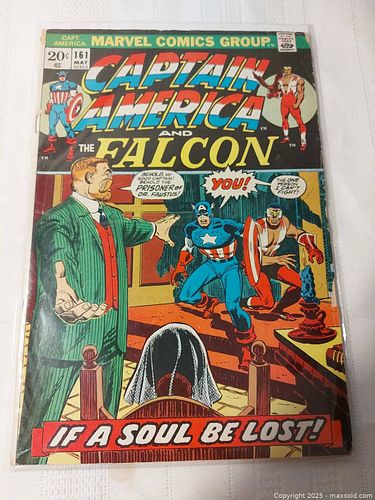 CAPT. AMERICA
MARVEL COMICS GROUP
20¢
161
MAY
CAPTAIN
AMERICA
AND
THE FALCON
BEHOLD, MY
GOOD CAPTAIN!
BEHOLD THE
PRISONER OF
DR. FAUSTUS!
YOU!
THE ONE
PERSON
I CAN'T
FIGHT!
IF A SOUL BE LOST!
Copyright 2025 - maxsold.com